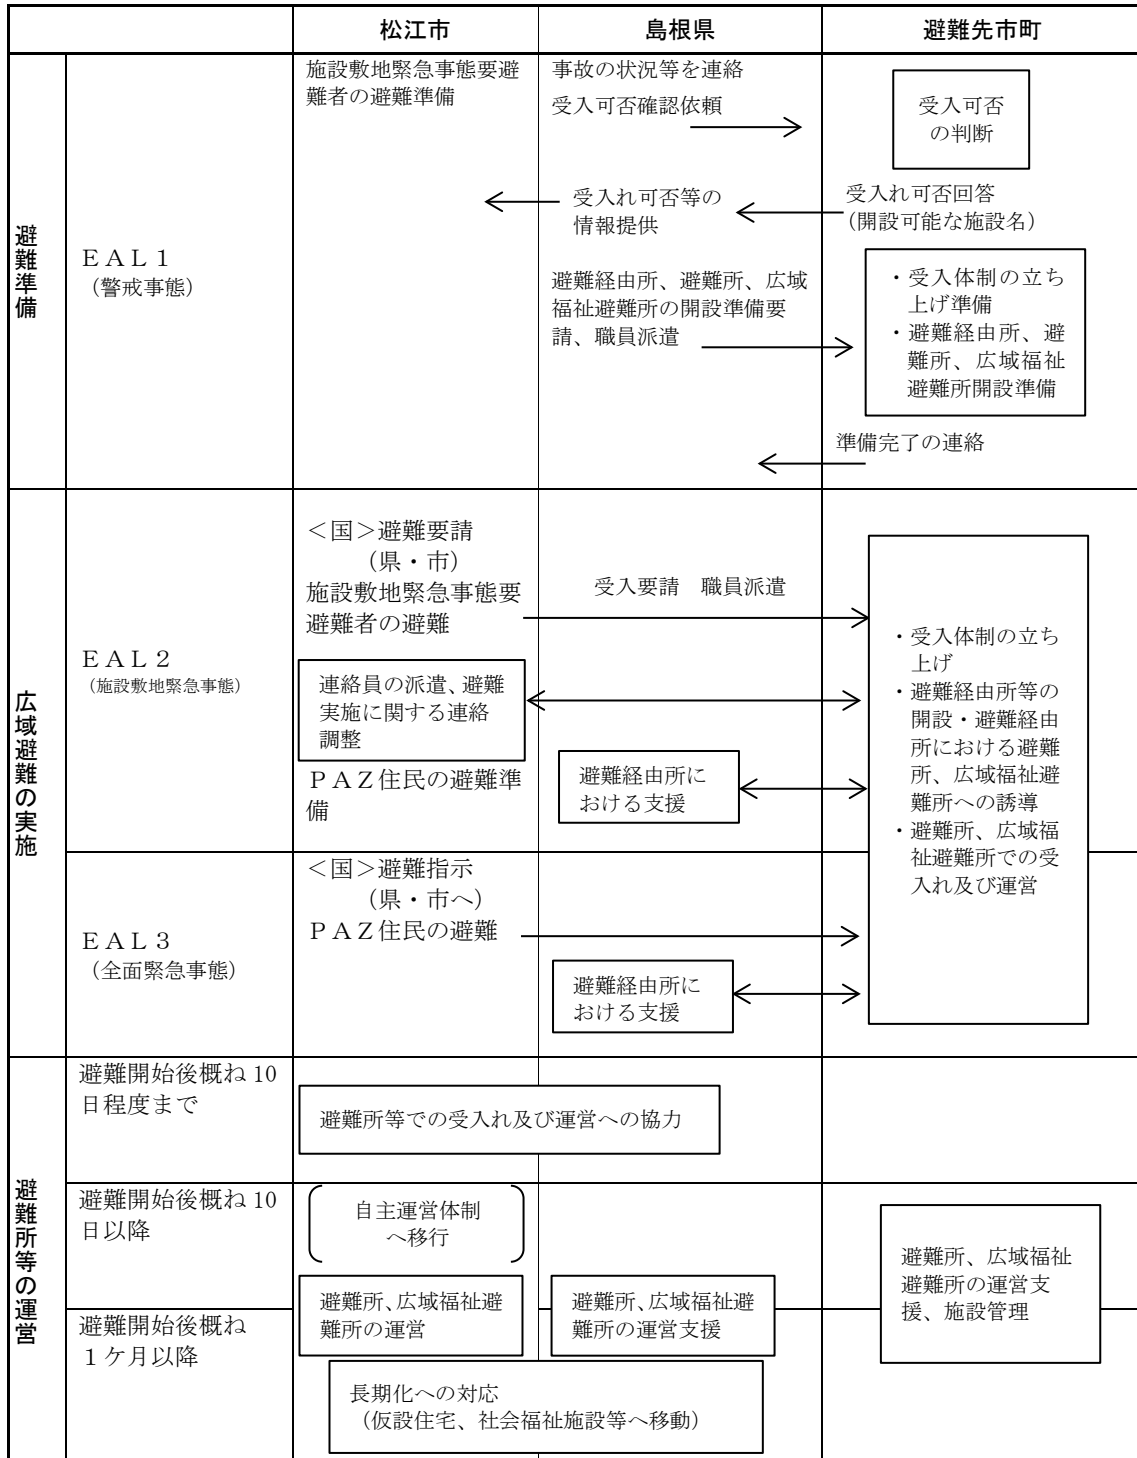 松江市
島根県
避難先市町
避難準備
ＥＡＬ１
（警戒事態）
施設敷地緊急事態要避
難者の避難準備
事故の状況等を連絡
受入可否確認依頼
受入可否
の判断
受入れ可否回答
（開設可能な施設名）
受入れ可否等の
情報提供
避難経由所、避難所、広域
福祉避難所の開設準備要
請、職員派遣
・受入体制の立ち
上げ準備
・避難経由所、避
難所、広域福祉
避難所開設準備
準備完了の連絡
広域避難の実施
ＥＡＬ２
（施設敷地緊急事態）
＜国＞避難要請
（県・市）
施設敷地緊急事態要
避難者の避難
受入要請　職員派遣
連絡員の派遣、避難
実施に関する連絡
調整
ＰＡＺ住民の避難準
備
避難経由所に
おける支援
・受入体制の立ち
上げ
・避難経由所等の
開設・避難経由
所における避難
所、広域福祉避
難所への誘導
・避難所、広域福
祉避難所での受
入れ及び運営
ＥＡＬ３
（全面緊急事態）
＜国＞避難指示
（県・市へ）
ＰＡＺ住民の避難
避難経由所に
おける支援
避難所等の運営
避難開始後概ね 10
日程度まで
避難所等での受入れ及び運営への協力
避難開始後概ね 10
日以降
自主運営体制
へ移行
避難所、広域福祉避
難所の運営
避難所、広域福祉避
難所の運営支援
避難所、広域福祉
避難所の運営支
援、施設管理
避難開始後概ね
１ケ月以降
長期化への対応
（仮設住宅、社会福祉施設等へ移動）